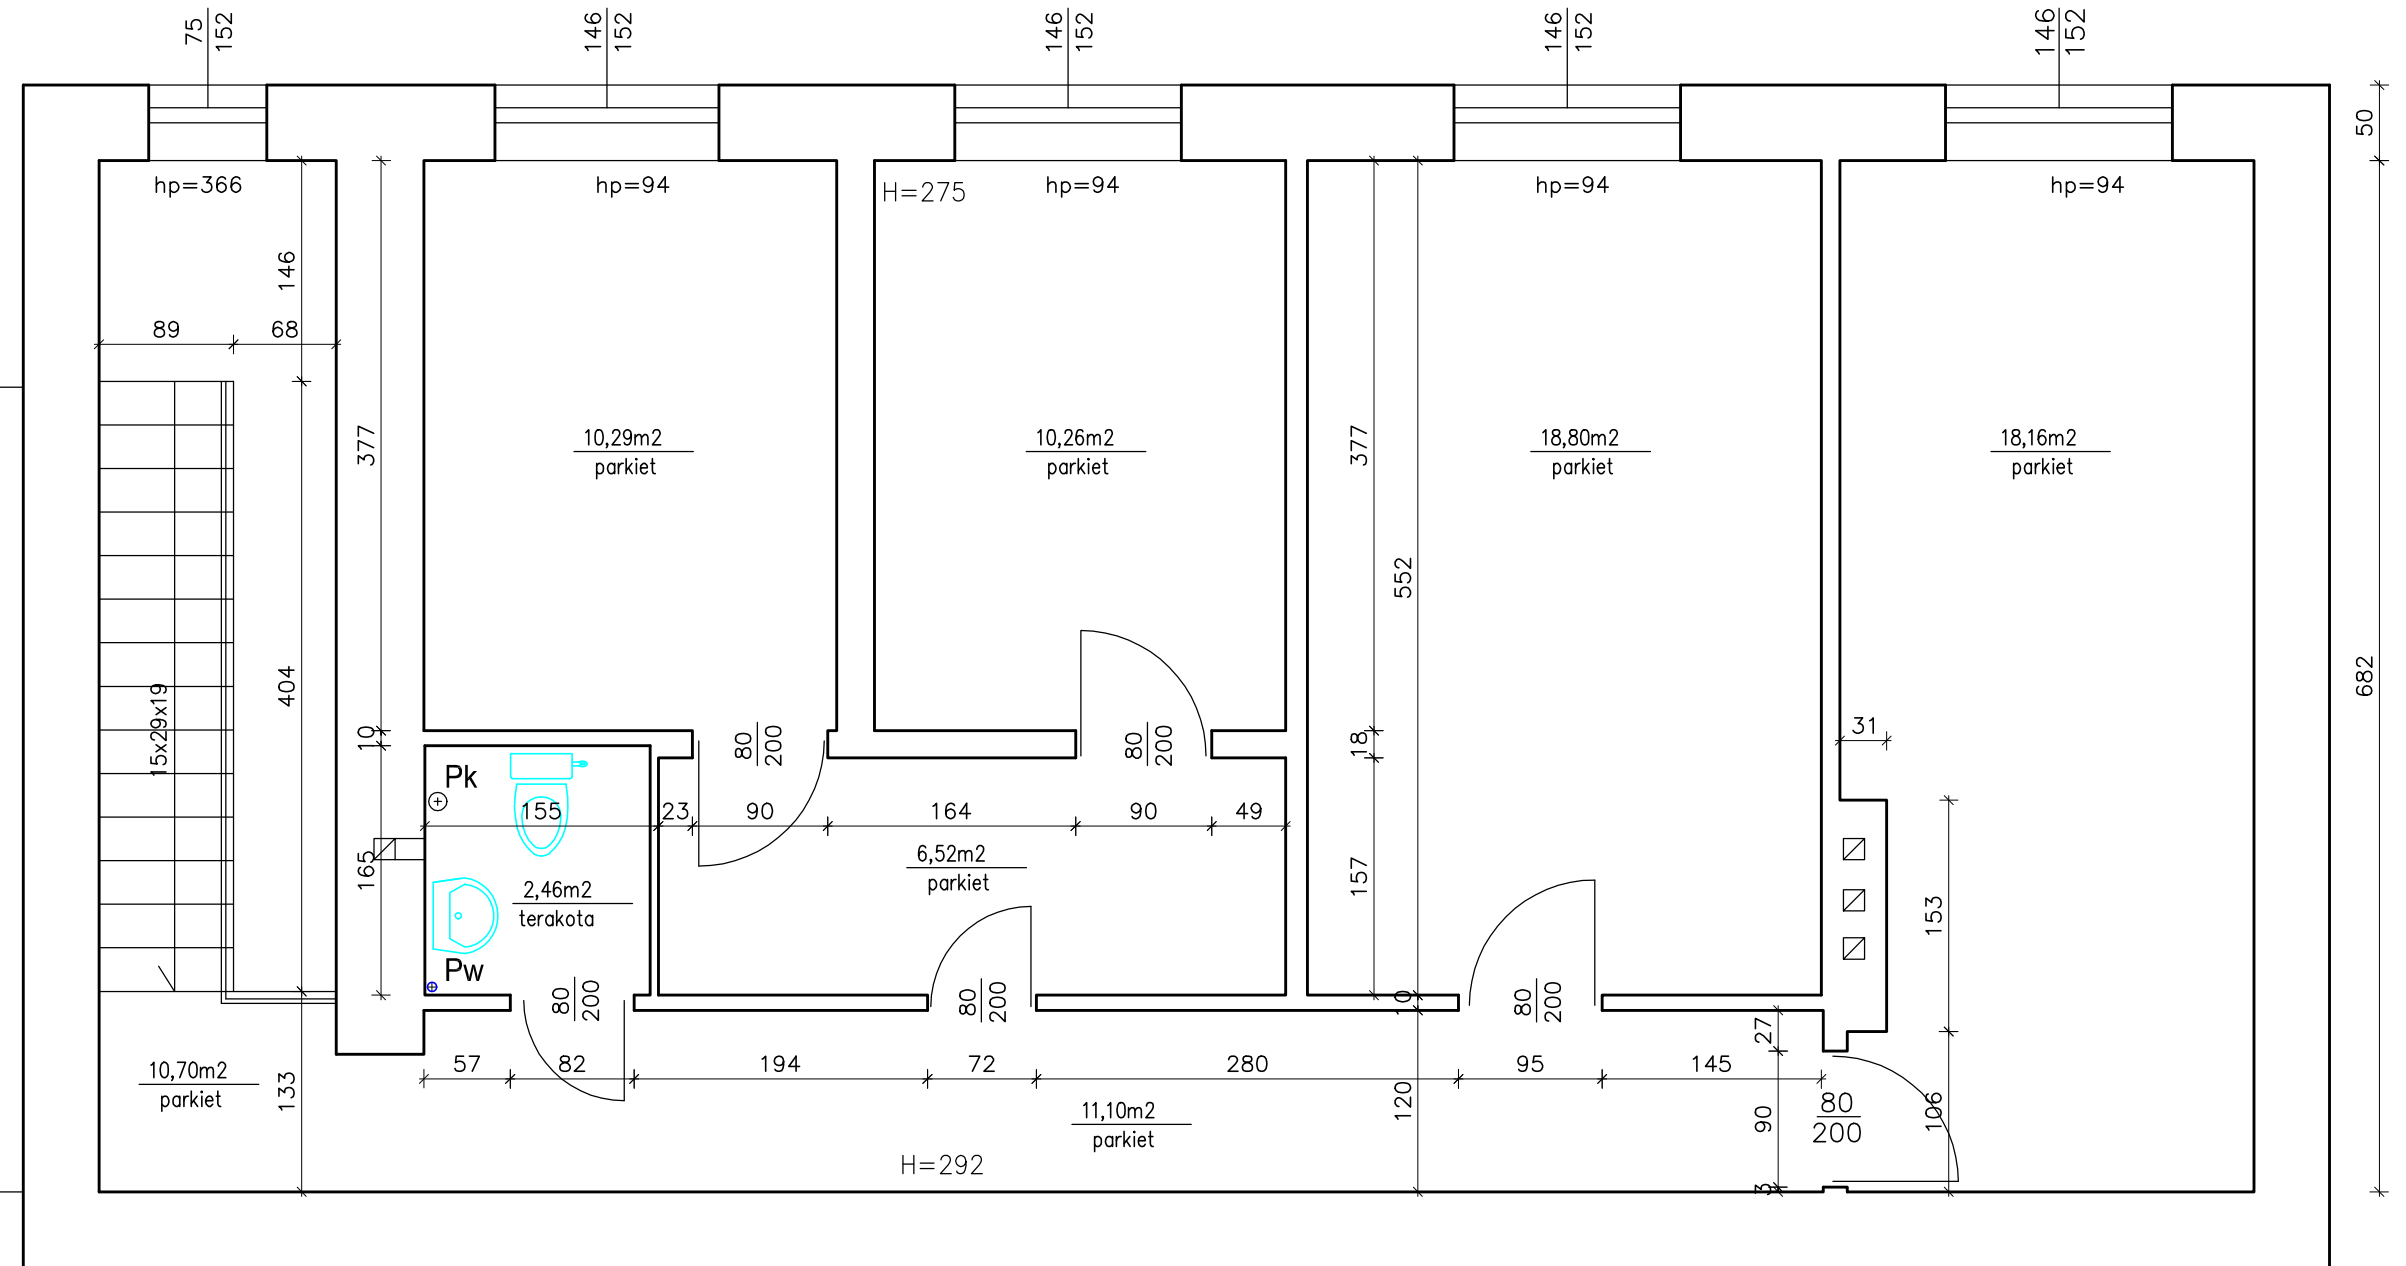 75
152
146
152
146
152
146
152
146
152
50
hp=366
hp=94
H=275
hp=94
hp=94
hp=94
146
89
68
377
10,29m2
parkiet
10,26m2
parkiet
377
18,80m2
parkiet
18,16m2
parkiet
552
404
682
15x29x19
10
80
200
80
200
18
31
Pk
155
23
90
164
90
49
165
6,52m2
parkiet
157
2,46m2
terakota
153
Pw
80
200
80
200
10
80
200
27
10,70m2
parkiet
133
57
82
194
72
280
95
145
11,10m2
parkiet
120
90
80
200
106
H=292
3